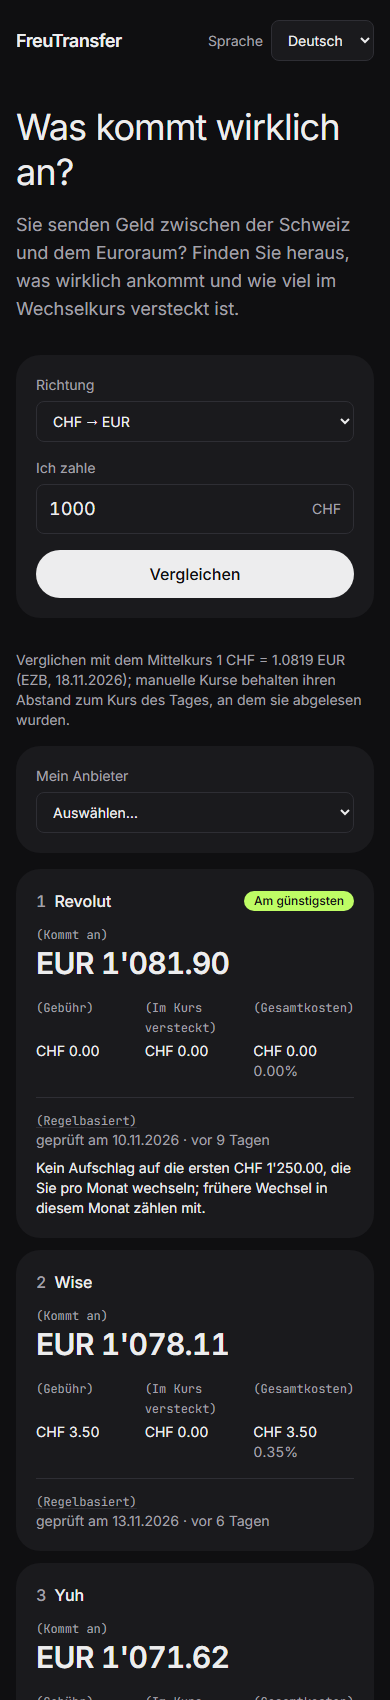 FreuTransfer
Sprache
Deutsch
Was kommt wirklich
an?
Sie senden Geld zwischen der Schweiz
und dem Euroraum? Finden Sie heraus,
was wirklich ankommt und wie viel im
Wechselkurs versteckt ist.
Richtung
CHF → EUR
Ich zahle
1000 CHF
Vergleichen
Verglichen mit dem Mittelkurs 1 CHF = 1.0819 EUR
(EZB, 18.11.2026); manuelle Kurse behalten ihren
Abstand zum Kurs des Tages, an dem sie abgelesen
wurden.
Mein Anbieter
Auswählen...
1 Revolut
Am günstigsten
(Kommt an)
EUR 1'081.90
(Gebühr) (Im Kurs (Gesamtkosten)
versteckt)
CHF 0.00 CHF 0.00 CHF 0.00
0.00%
(Regelbasiert)
geprüft am 10.11.2026 · vor 9 Tagen
Kein Aufschlag auf die ersten CHF 1'250.00, die
Sie pro Monat wechseln; frühere Wechsel in
diesem Monat zählen mit.
2 Wise
(Kommt an)
EUR 1'078.11
(Gebühr) (Im Kurs (Gesamtkosten)
versteckt)
CHF 3.50 CHF 0.00 CHF 3.50
0.35%
(Regelbasiert)
geprüft am 13.11.2026 · vor 6 Tagen
3 Yuh
(Kommt an)
EUR 1'071.62